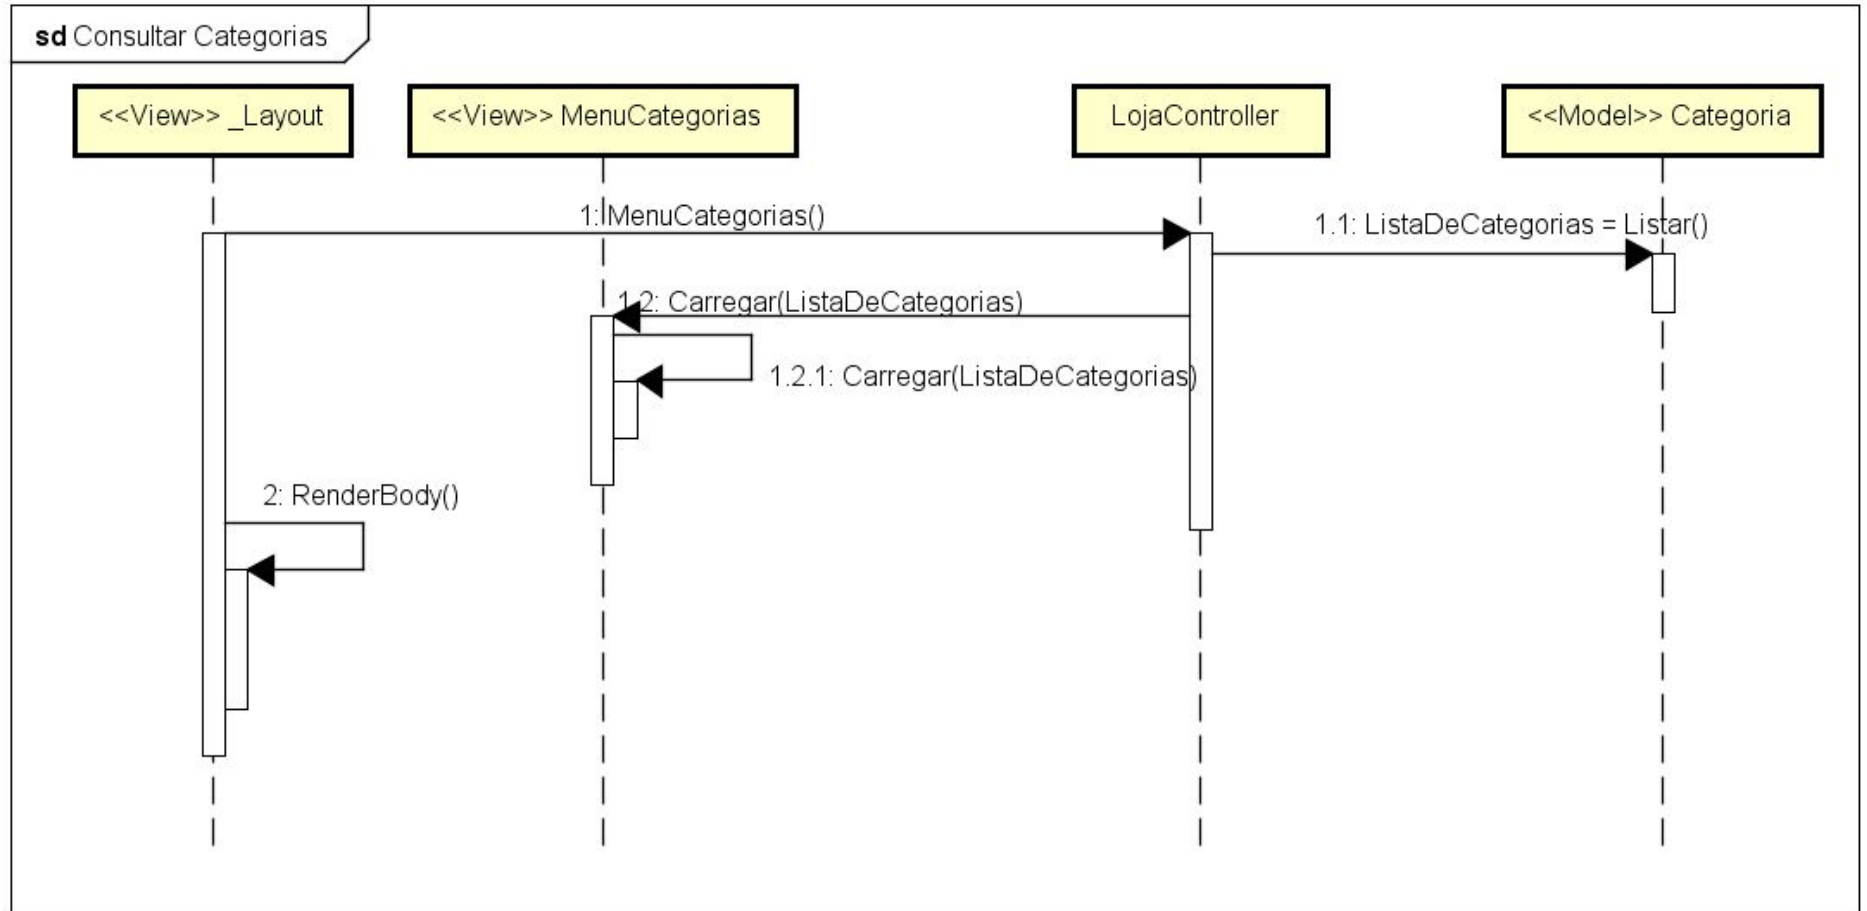 sd Consultar Categorias
<<View>> _Layout
<<View>> MenuCategorias
LojaController
<<Model>> Categoria
1: MenuCategorias()
1.1: ListaDeCategorias = Listar()
1.2: Carregar(ListaDeCategorias)
1.2.1: Carregar(ListaDeCategorias)
2: RenderBody()